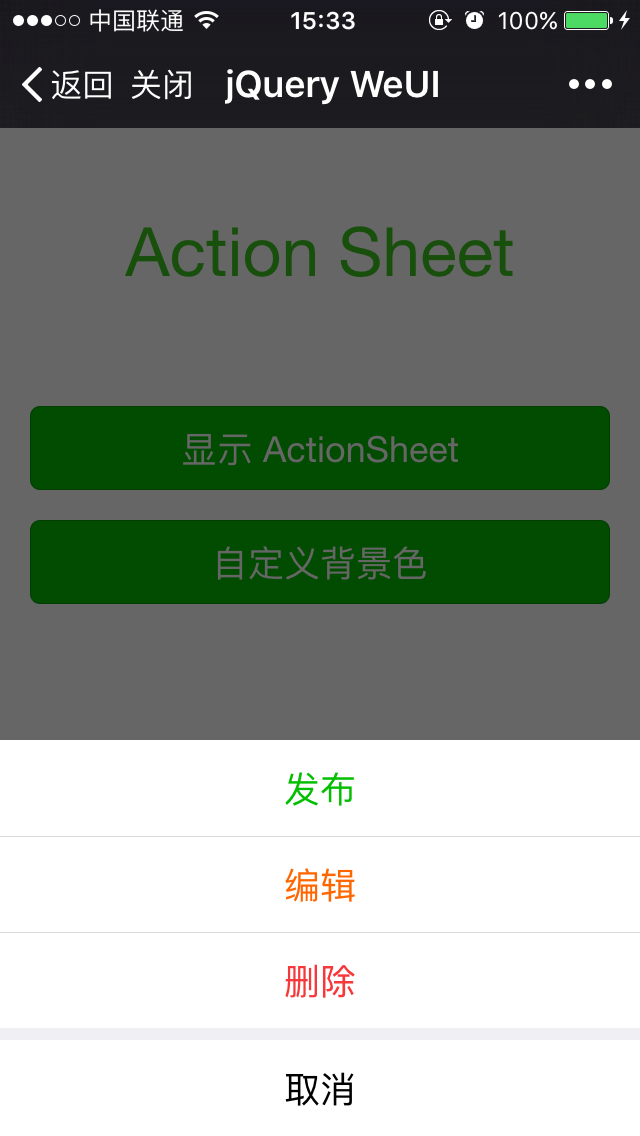 中国联通 15:33 100%
返回 关闭 jQuery WeUI
Action Sheet
显示 ActionSheet
自定义背景色
发布
编辑
删除
取消